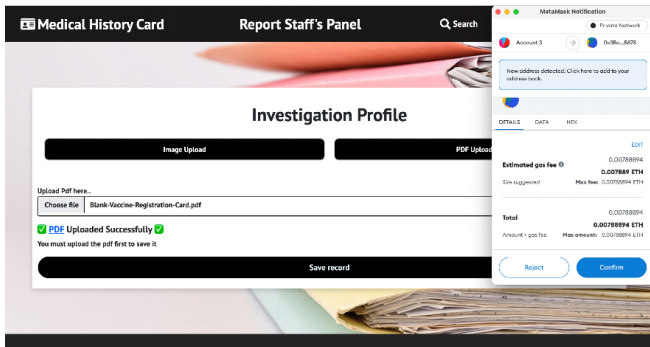 Medical History Card
Report Staff's Panel
Search
Investigation Profile
Image Upload
PDF Upload
Upload Pdf here..
Choose file Blank-Vaccine-Registration-Card.pdf
✅ PDF Uploaded Successfully ✅
You must upload the pdf first to save it
Save record
MetaMask Notification
Private Network
Account 3
New address detected! Click here to add to your
address book.
DETAILS DATA HEX
EDIT
0.00788894
Estimated gas fee
0.007889 ETH
Site suggested Max fee: 0.00788894 ETH
0.00788894
Total
0.00788894 ETH
Amount + gas fee Max amount: 0.00788894 ETH
Reject
Confirm